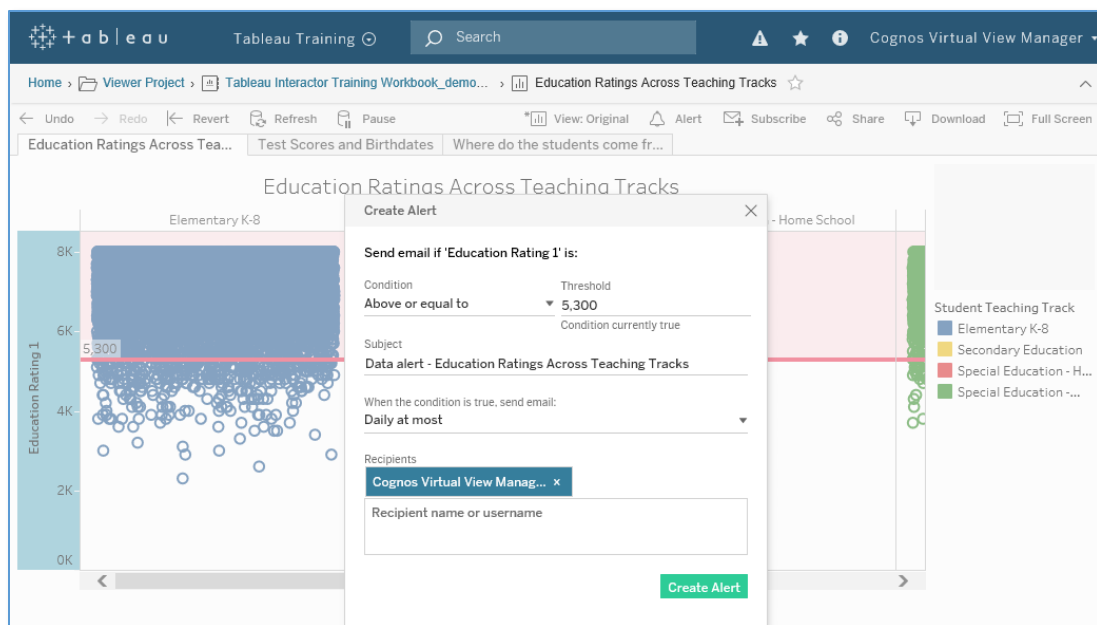 + a b | e a u
Tableau Training
Search
Cognos Virtual View Manager
Home › Viewer Project › Tableau Interactor Training Workbook_demo... › Education Ratings Across Teaching Tracks
Undo Redo Revert Refresh Pause *View: Original Alert Subscribe Share Download Full Screen
Education Ratings Across Tea... Test Scores and Birthdates Where do the students come fr...
Education Ratings Across Teaching Tracks
Elementary K-8
- Home School
Education Rating 1
8K
6K
5,300
4K
2K
0K
Create Alert
Send email if 'Education Rating 1' is:
Condition
Above or equal to
Threshold
5,300
Condition currently true
Subject
Data alert - Education Ratings Across Teaching Tracks
When the condition is true, send email:
Daily at most
Recipients
Cognos Virtual View Manag... ×
Recipient name or username
Create Alert
Student Teaching Track
Elementary K-8
Secondary Education
Special Education - H...
Special Education -...